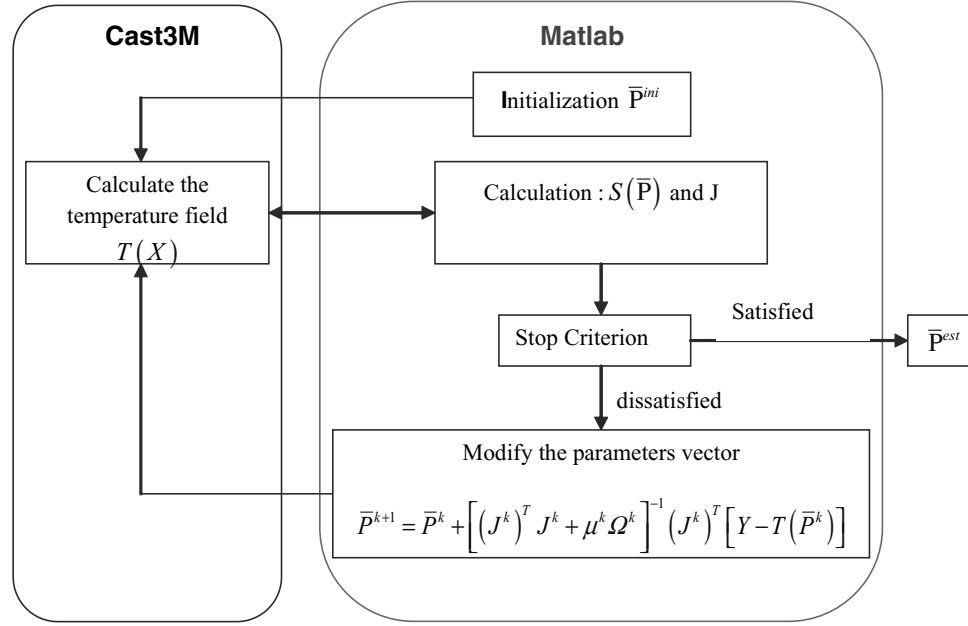 Cast3M
Matlab
Initialization P̅^{ini}
Calculate the
temperature field
T(X)
Calculation : S(P̅) and J
Stop Criterion
Satisfied
P̅^{est}
dissatisfied
Modify the parameters vector
P̅^{k+1} = P̅^k + [(J^k)^T J^k + μ^k Ω^k]^{-1} (J^k)^T [Y − T(P̅^k)]